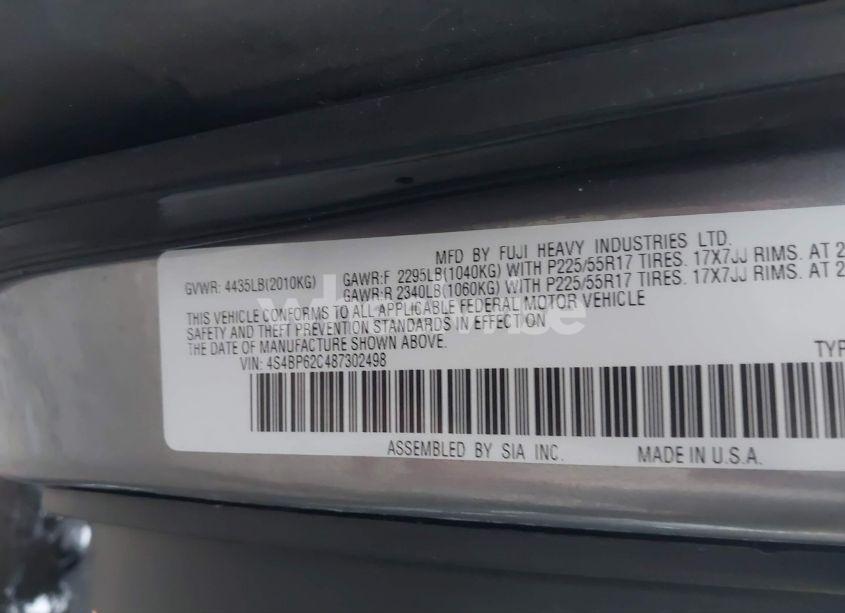 MFD BY FUJI HEAVY INDUSTRIES LTD.
GVWR: 4435LB(2010KG) GAWR:F 2295LB(1040KG) WITH P225/55R17 TIRES. 17X7JJ RIMS. AT 2
GAWR:R 2340LB(1060KG) WITH P225/55R17 TIRES. 17X7JJ RIMS. AT 2
THIS VEHICLE CONFORMS TO ALL APPLICABLE FEDERAL MOTOR VEHICLE
SAFETY AND THEFT PREVENTION STANDARDS IN EFFECT ON
THE DATE OF MANUFACTURE SHOWN ABOVE.
VIN: 4S4BP62C487302498
TYP
ASSEMBLED BY SIA INC. MADE IN U.S.A.